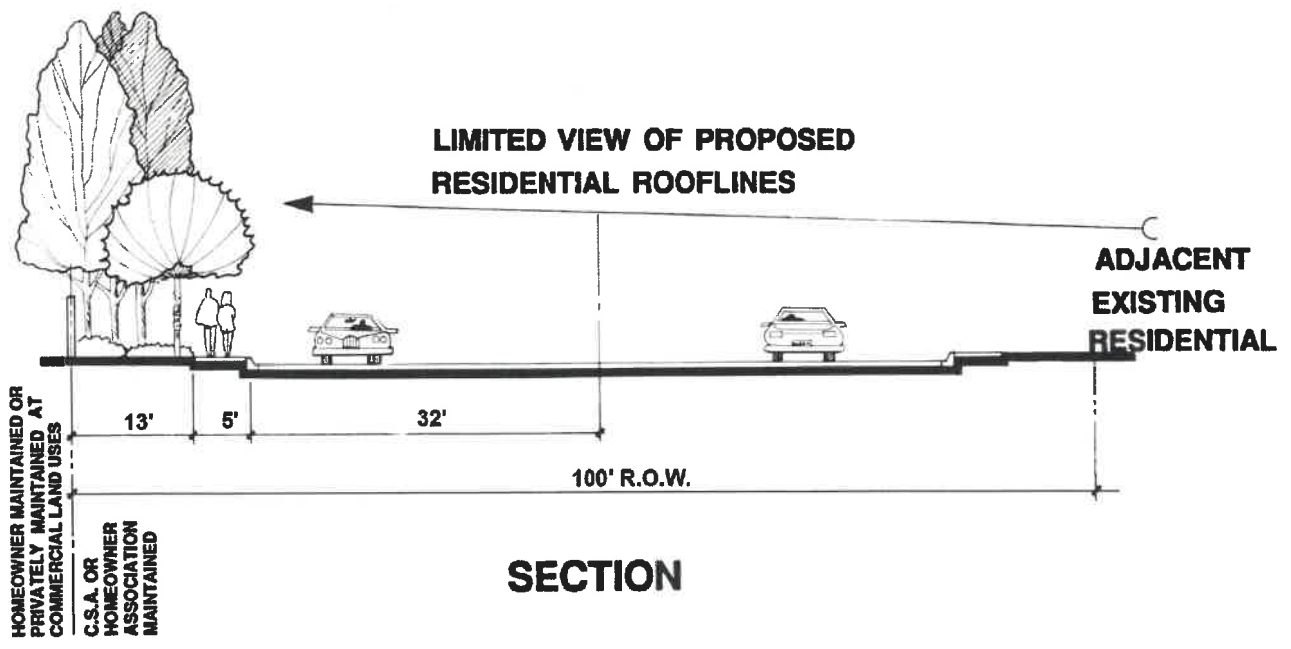 LIMITED VIEW OF PROPOSED
RESIDENTIAL ROOFLINES
ADJACENT
EXISTING
RESIDENTIAL
13'
5'
32'
100' R.O.W.
HOMEOWNER MAINTAINED OR
PRIVATELY MAINTAINED AT
COMMERCIAL LAND USES
C.S.A. OR
HOMEOWNER
ASSOCIATION
MAINTAINED
SECTION